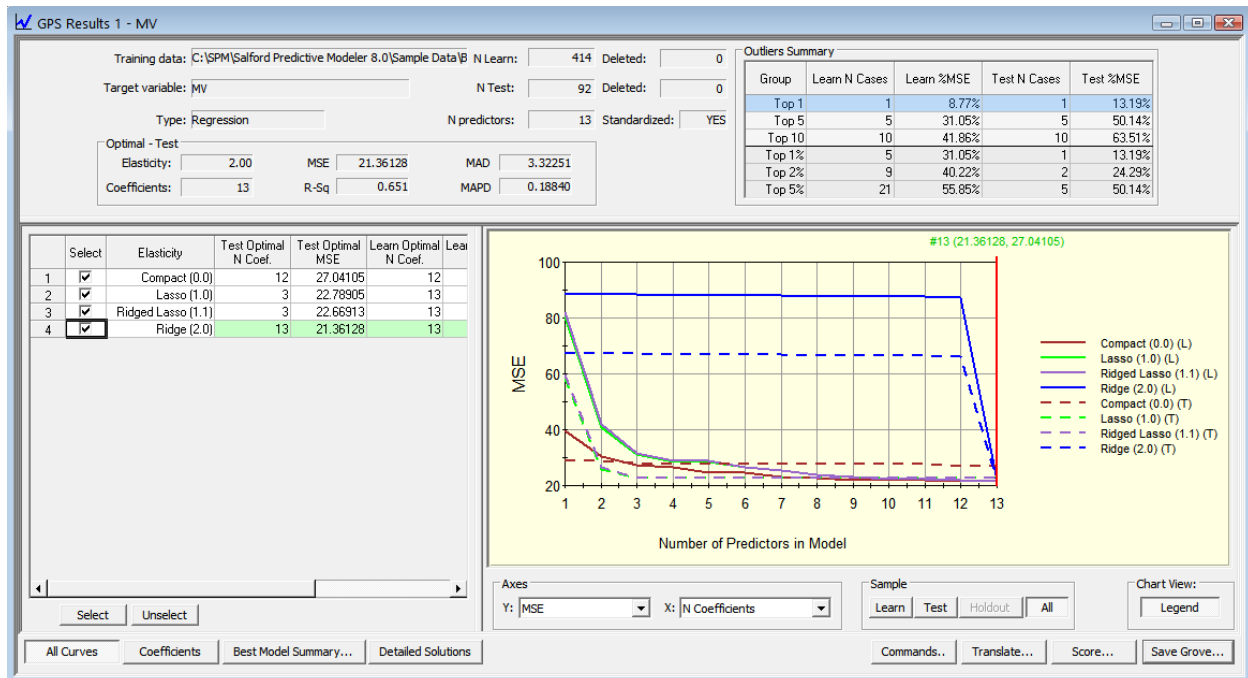 GPS Results 1 - MV
Training data: C:\SPM\Salford Predictive Modeler 8.0\Sample Data\B N Learn: 414 Deleted: 0
Target variable: MV N Test: 92 Deleted: 0
Type: Regression N predictors: 13 Standardized: YES
Optimal - Test
Elasticity: 2.00 MSE 21.36128 MAD 3.32251
Coefficients: 13 R-Sq 0.651 MAPD 0.18840
Outliers Summary
Group Learn N Cases Learn %MSE Test N Cases Test %MSE
Top 1 1 8.77% 1 13.19%
Top 5 5 31.05% 5 50.14%
Top 10 10 41.86% 10 63.51%
Top 1% 5 31.05% 1 13.19%
Top 2% 9 40.22% 2 24.29%
Top 5% 21 55.85% 5 50.14%
Select Elasticity Test Optimal N Coef. Test Optimal MSE Learn Optimal N Coef. Lear
1 Compact (0.0) 12 27.04105 12
2 Lasso (1.0) 3 22.78905 13
3 Ridged Lasso (1.1) 3 22.66913 13
4 Ridge (2.0) 13 21.36128 13
Select Unselect
#13 (21.36128, 27.04105)
MSE
100
80
60
40
20
1 2 3 4 5 6 7 8 9 10 11 12 13
Number of Predictors in Model
Compact (0.0) (L)
Lasso (1.0) (L)
Ridged Lasso (1.1) (L)
Ridge (2.0) (L)
Compact (0.0) (T)
Lasso (1.0) (T)
Ridged Lasso (1.1) (T)
Ridge (2.0) (T)
Axes
Y: MSE X: N Coefficients
Sample
Learn Test Holdout All
Chart View:
Legend
All Curves Coefficients Best Model Summary... Detailed Solutions Commands.. Translate... Score... Save Grove...